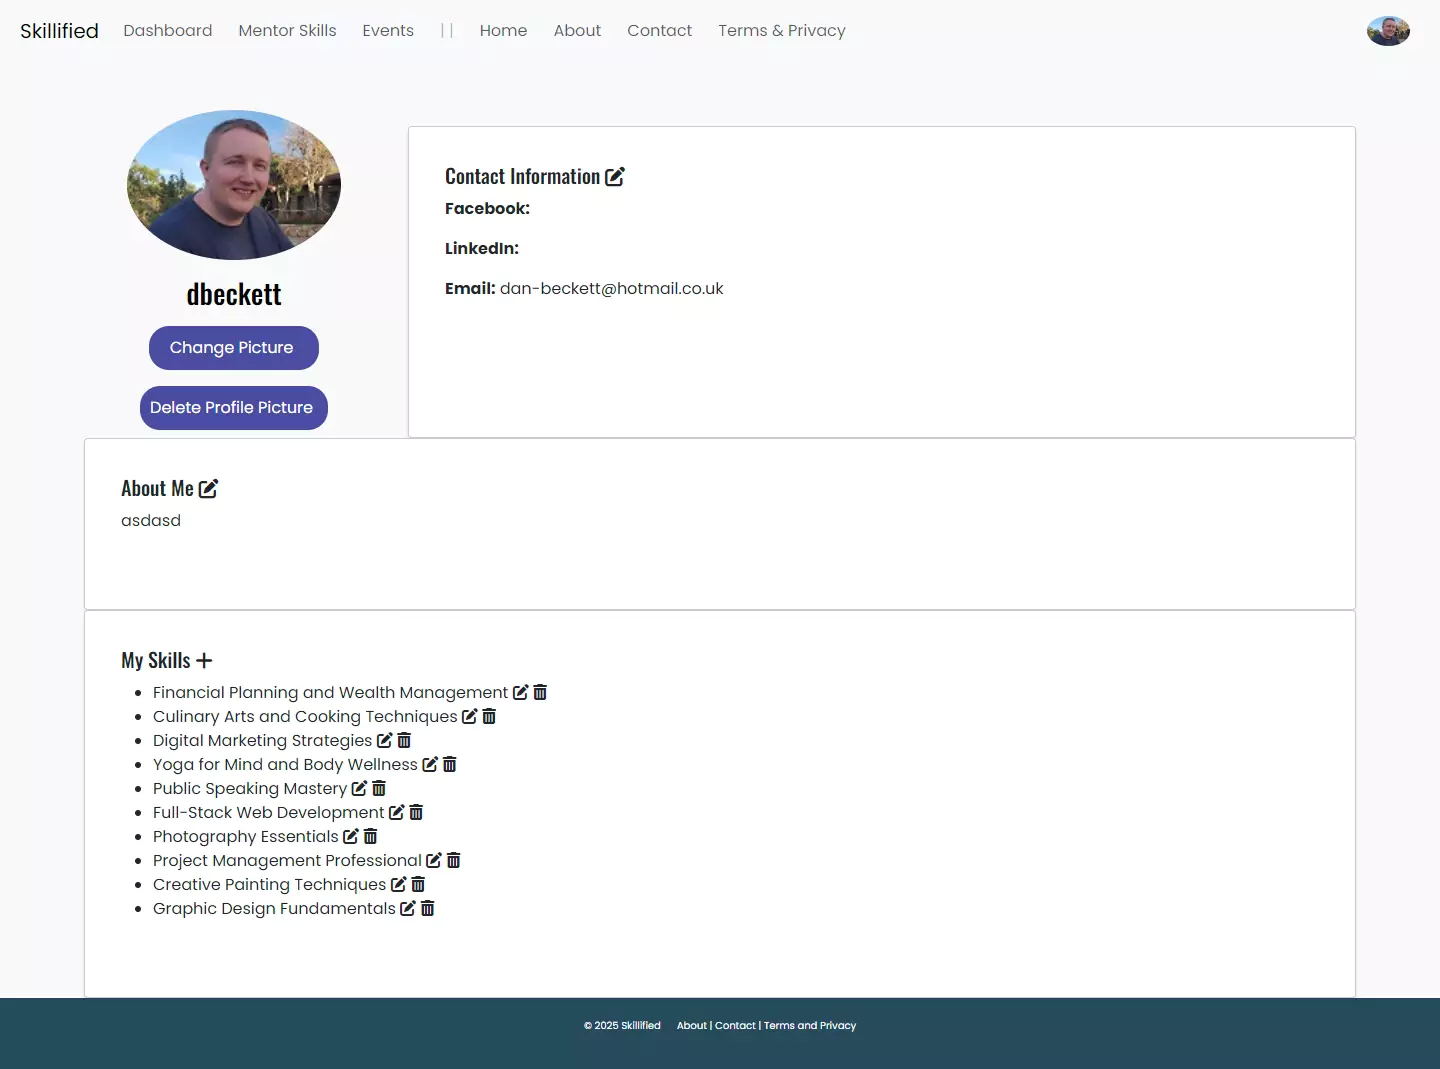 Skillified Dashboard Mentor Skills Events || Home About Contact Terms & Privacy
dbeckett
Change Picture
Delete Profile Picture
Contact Information
Facebook:
LinkedIn:
Email: dan-beckett@hotmail.co.uk
About Me
asdasd
My Skills
Financial Planning and Wealth Management
Culinary Arts and Cooking Techniques
Digital Marketing Strategies
Yoga for Mind and Body Wellness
Public Speaking Mastery
Full-Stack Web Development
Photography Essentials
Project Management Professional
Creative Painting Techniques
Graphic Design Fundamentals
© 2025 Skillified About | Contact | Terms and Privacy